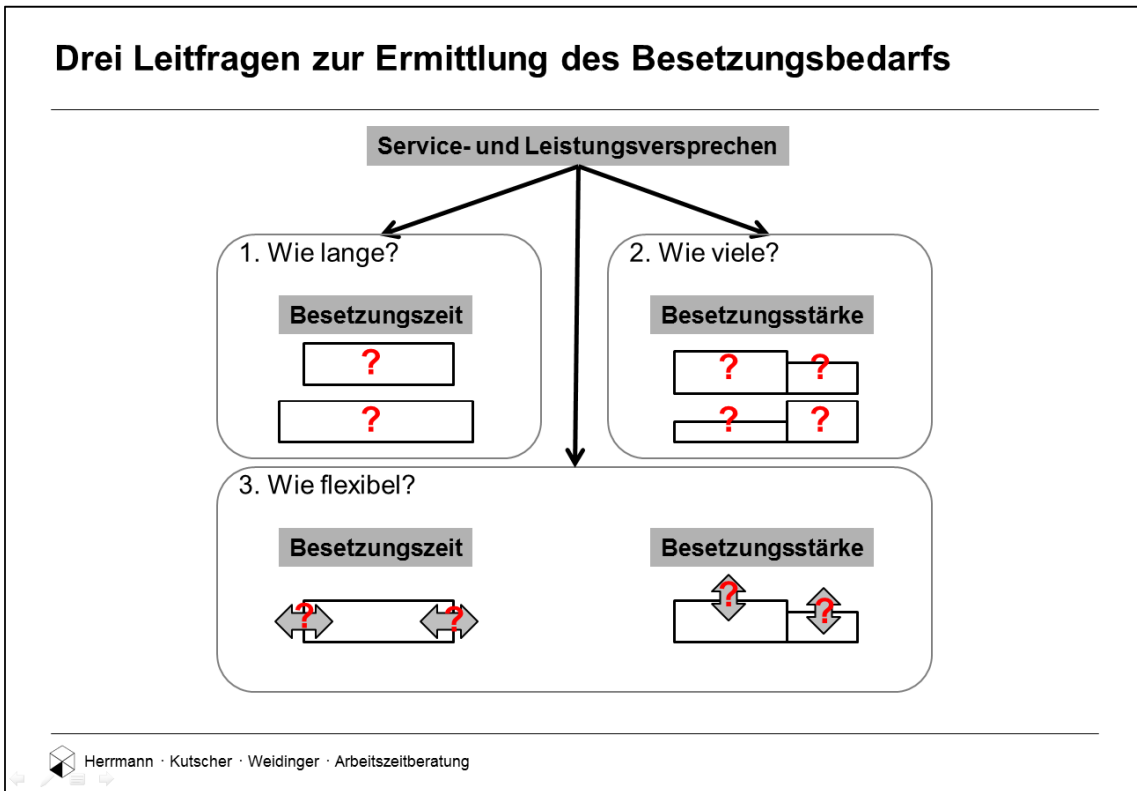 Drei Leitfragen zur Ermittlung des Besetzungsbedarfs
Service- und Leistungsversprechen
1. Wie lange?
Besetzungszeit
?
?
2. Wie viele?
Besetzungsstärke
? ?
? ?
3. Wie flexibel?
Besetzungszeit
? ?
Besetzungsstärke
? ?
Herrmann · Kutscher · Weidinger · Arbeitszeitberatung